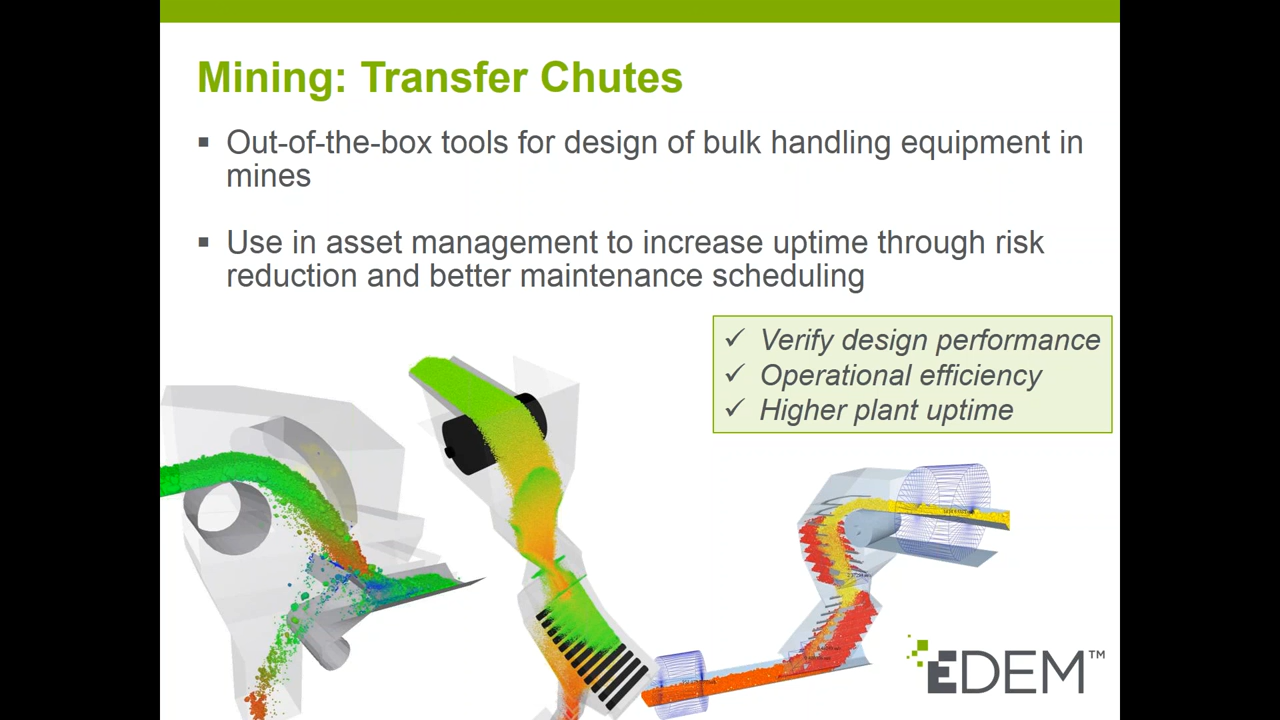 Mining: Transfer Chutes
▪ Out-of-the-box tools for design of bulk handling equipment in
mines
▪ Use in asset management to increase uptime through risk
reduction and better maintenance scheduling
✓ Verify design performance
✓ Operational efficiency
✓ Higher plant uptime
EDEM™